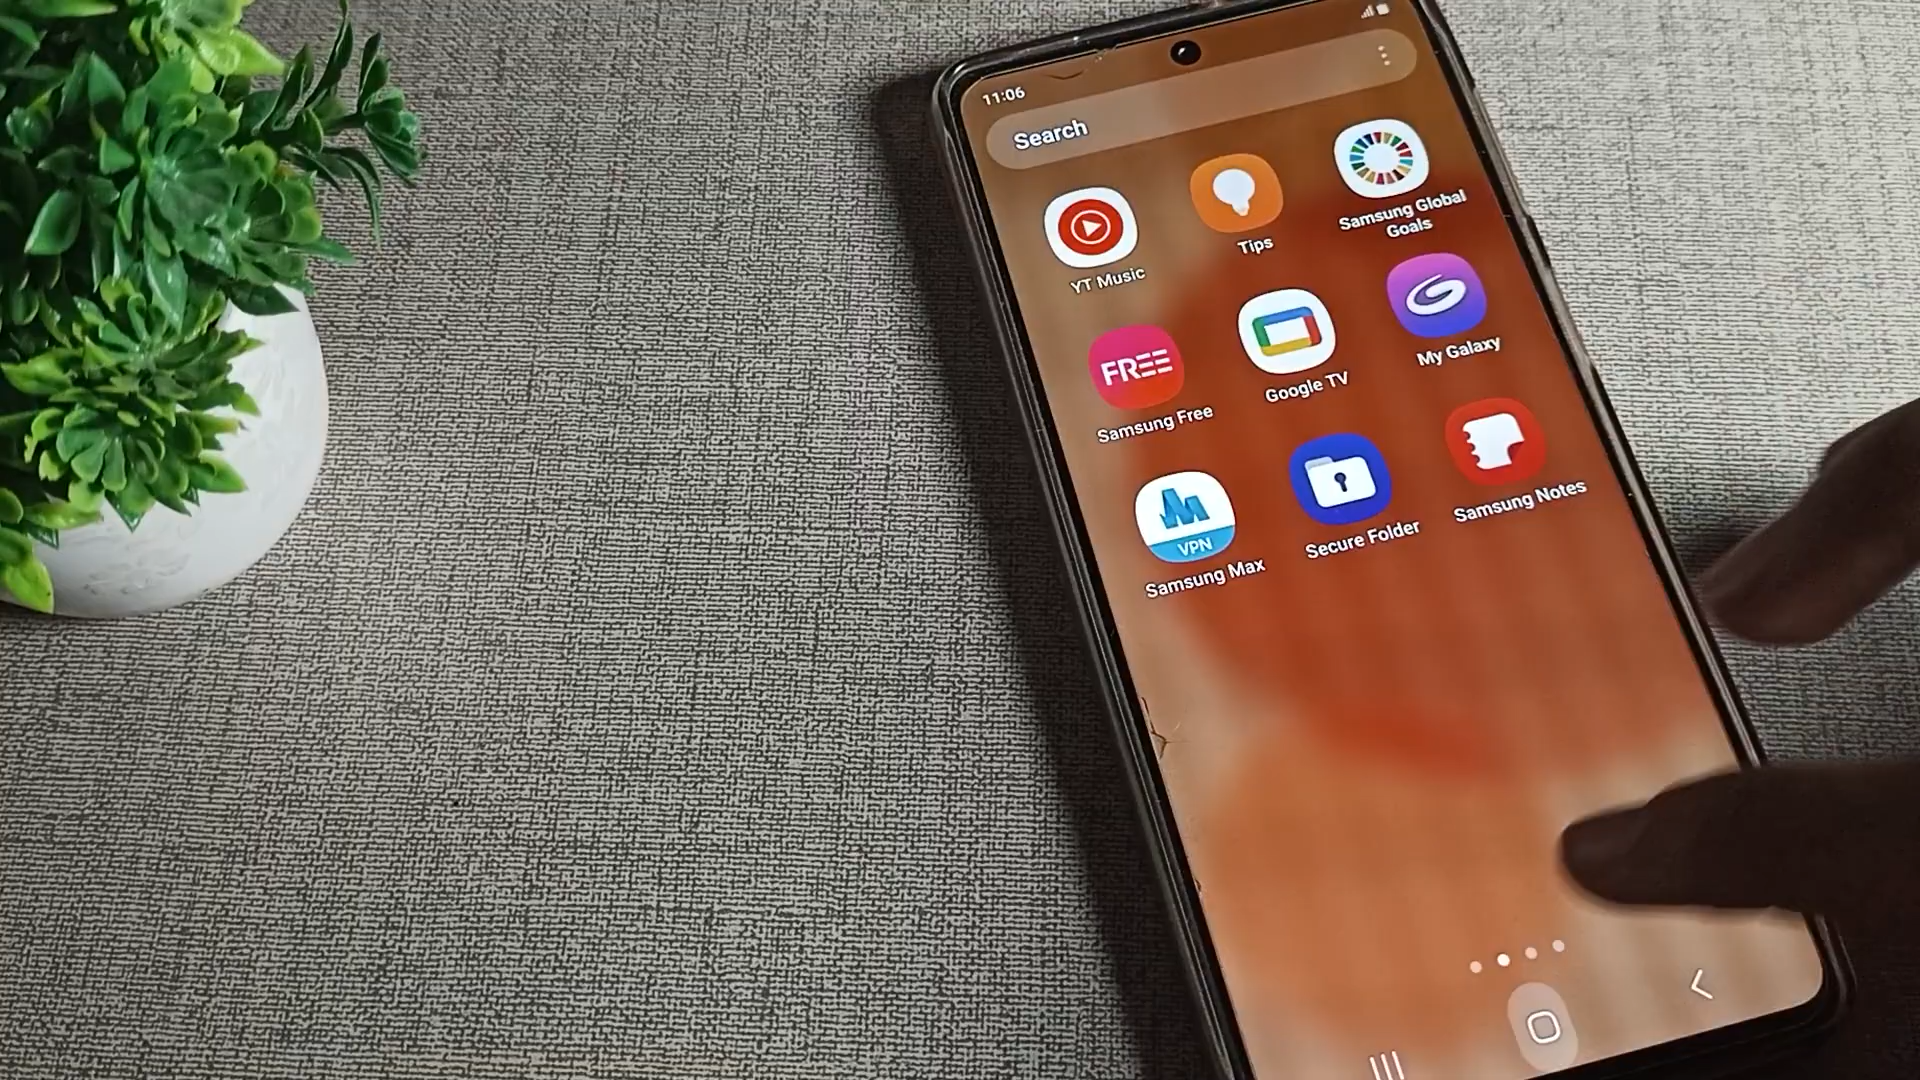 11:06
Search
YT Music
Tips
Samsung Global
Goals
FREE
Samsung Free
Google TV
My Galaxy
VPN
Samsung Max
Secure Folder
Samsung Notes